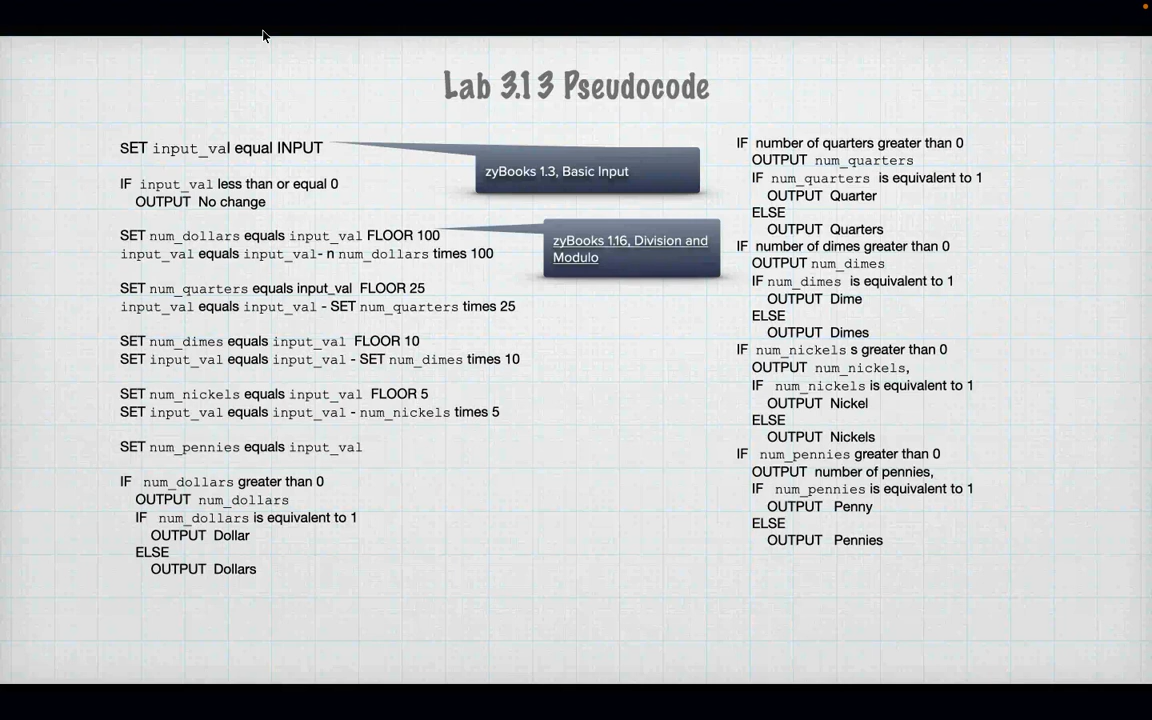 Lab 3.13 Pseudocode
SET input_val equal INPUT
zyBooks 1.3, Basic Input
IF input_val less than or equal 0
OUTPUT No change
SET num_dollars equals input_val FLOOR 100
input_val equals input_val- n num_dollars times 100
zyBooks 1.16, Division and
Modulo
SET num_quarters equals input_val FLOOR 25
input_val equals input_val - SET num_quarters times 25
SET num_dimes equals input_val FLOOR 10
SET input_val equals input_val - SET num_dimes times 10
SET num_nickels equals input_val FLOOR 5
SET input_val equals input_val - num_nickels times 5
SET num_pennies equals input_val
IF num_dollars greater than 0
OUTPUT num_dollars
IF num_dollars is equivalent to 1
OUTPUT Dollar
ELSE
OUTPUT Dollars
IF number of quarters greater than 0
OUTPUT num_quarters
IF num_quarters is equivalent to 1
OUTPUT Quarter
ELSE
OUTPUT Quarters
IF number of dimes greater than 0
OUTPUT num_dimes
IF num_dimes is equivalent to 1
OUTPUT Dime
ELSE
OUTPUT Dimes
IF num_nickels s greater than 0
OUTPUT num_nickels,
IF num_nickels is equivalent to 1
OUTPUT Nickel
ELSE
OUTPUT Nickels
IF num_pennies greater than 0
OUTPUT number of pennies,
IF num_pennies is equivalent to 1
OUTPUT Penny
ELSE
OUTPUT Pennies